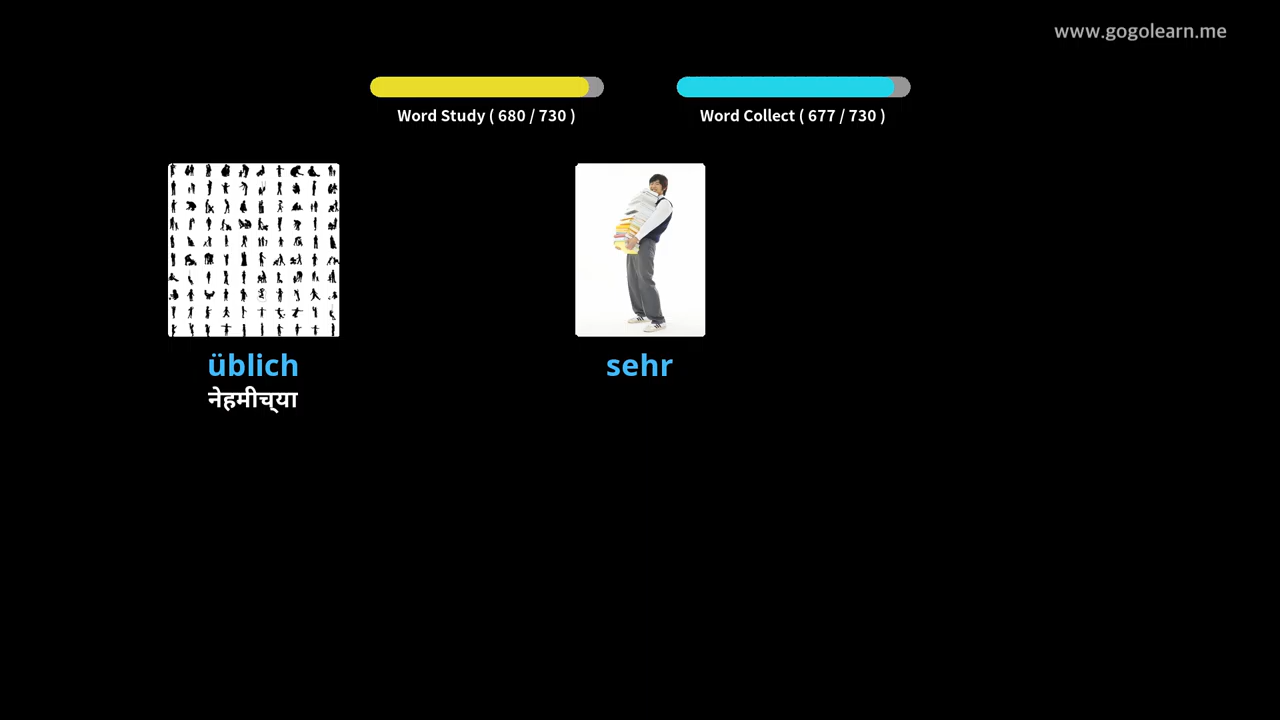 www.gogolearn.me
Word Study ( 680 / 730 )
Word Collect ( 677 / 730 )
üblich
नेहमीच्या
sehr